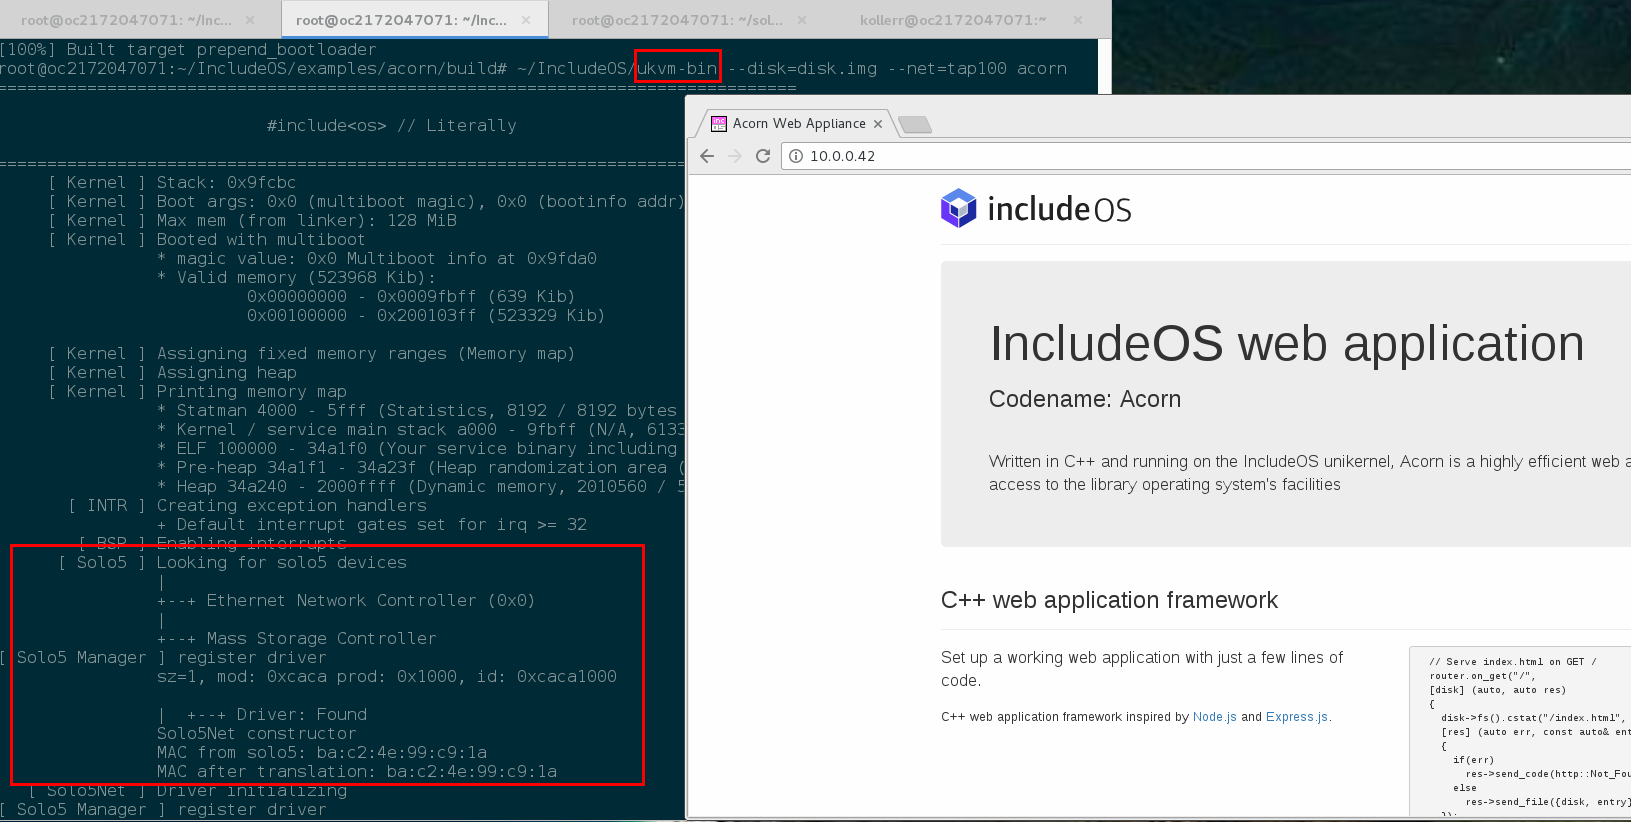 root@oc2172047071: ~/Inc... × root@oc2172047071: ~/Inc... × root@oc2172047071: ~/sol... × kollerr@oc2172047071:~ ×
[100%] Built target prepend_bootloader
root@oc2172047071:~/IncludeOS/examples/acorn/build# ~/IncludeOS/ukvm-bin --disk=disk.img --net=tap100 acorn
================================================================================
#include<os> // Literally
================================================================================
[ Kernel ] Stack: 0x9fcbc
[ Kernel ] Boot args: 0x0 (multiboot magic), 0x0 (bootinfo addr)
[ Kernel ] Max mem (from linker): 128 MiB
[ Kernel ] Booted with multiboot
* magic value: 0x0 Multiboot info at 0x9fda0
* Valid memory (523968 Kib):
0x00000000 - 0x0009fbff (639 Kib)
0x00100000 - 0x200103ff (523329 Kib)
[ Kernel ] Assigning fixed memory ranges (Memory map)
[ Kernel ] Assigning heap
[ Kernel ] Printing memory map
* Statman 4000 - 5fff (Statistics, 8192 / 8192 bytes
* Kernel / service main stack a000 - 9fbff (N/A, 6133
* ELF 100000 - 34a1f0 (Your service binary including
* Pre-heap 34a1f1 - 34a23f (Heap randomization area (
* Heap 34a240 - 2000ffff (Dynamic memory, 2010560 / 5
[ INTR ] Creating exception handlers
+ Default interrupt gates set for irq >= 32
[ BSP ] Enabling interrupts
[ Solo5 ] Looking for solo5 devices
|
+--+ Ethernet Network Controller (0x0)
|
+--+ Mass Storage Controller
[ Solo5 Manager ] register driver
sz=1, mod: 0xcaca prod: 0x1000, id: 0xcaca1000
| +--+ Driver: Found
Solo5Net constructor
MAC from solo5: ba:c2:4e:99:c9:1a
MAC after translation: ba:c2:4e:99:c9:1a
[ Solo5Net ] Driver initializing
[ Solo5 Manager ] register driver
Acorn Web Appliance ×
10.0.0.42
includeOS
IncludeOS web application
Codename: Acorn
Written in C++ and running on the IncludeOS unikernel, Acorn is a highly efficient web a
access to the library operating system's facilities
C++ web application framework
Set up a working web application with just a few lines of
code.
C++ web application framework inspired by Node.js and Express.js.
// Serve index.html on GET /
router.on_get("/",
[disk] (auto, auto res)
{
disk->fs().cstat("/index.html",
[res] (auto err, const auto& ent
{
if(err)
res->send_code(http::Not_Fou
else
res->send_file({disk, entry}
});